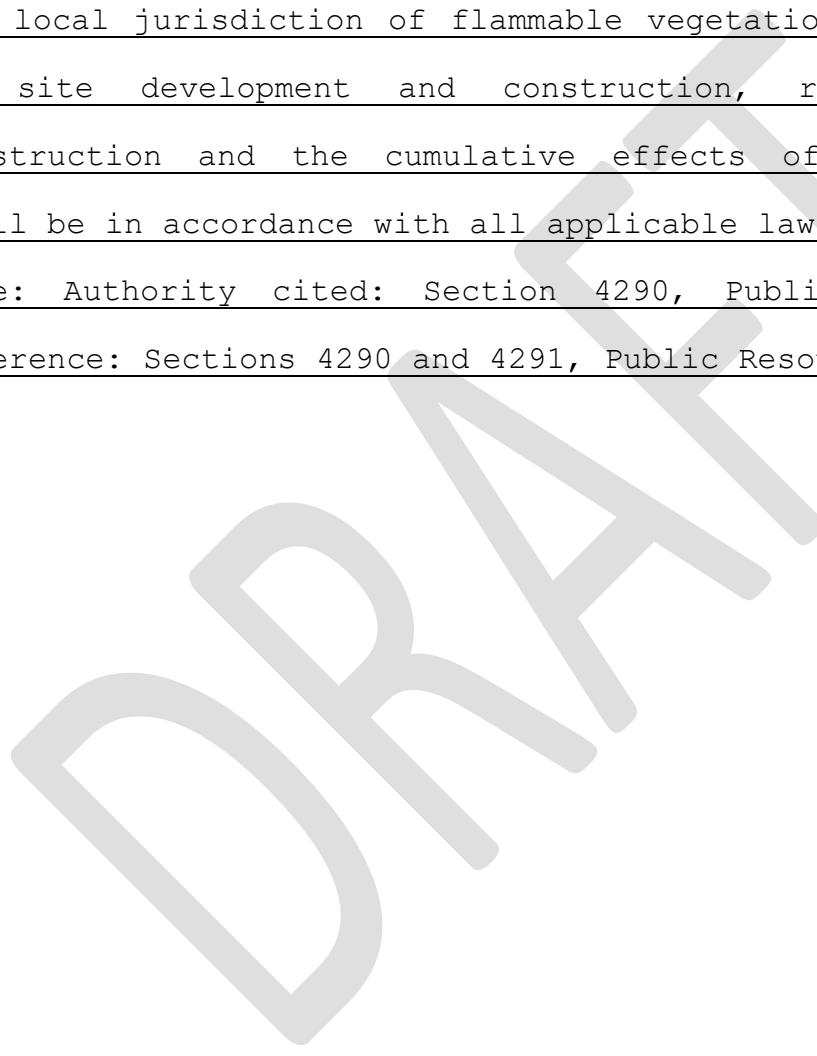 local jurisdiction of flammable vegetatio
site development and construction, r
struction and the cumulative effects of
ll be in accordance with all applicable law
e: Authority cited: Section 4290, Publi
erence: Sections 4290 and 4291, Public Resou
DRAFT